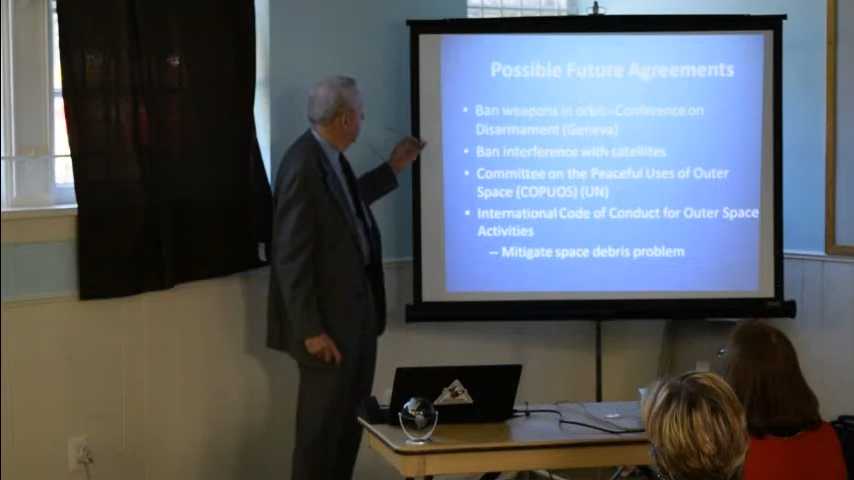 Possible Future Agreements
• Ban weapons in orbit--Conference on
Disarmament (Geneva)
• Ban interference with satellites
• Committee on the Peaceful Uses of Outer
Space (COPUOS) (UN)
• International Code of Conduct for Outer Space
Activities
-- Mitigate space debris problem